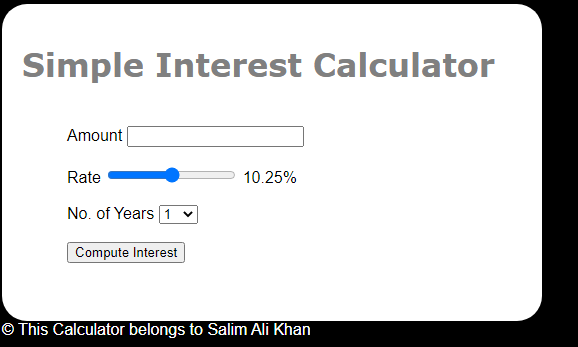 Simple Interest Calculator
Amount
Rate 10.25%
No. of Years 1
Compute Interest
© This Calculator belongs to Salim Ali Khan